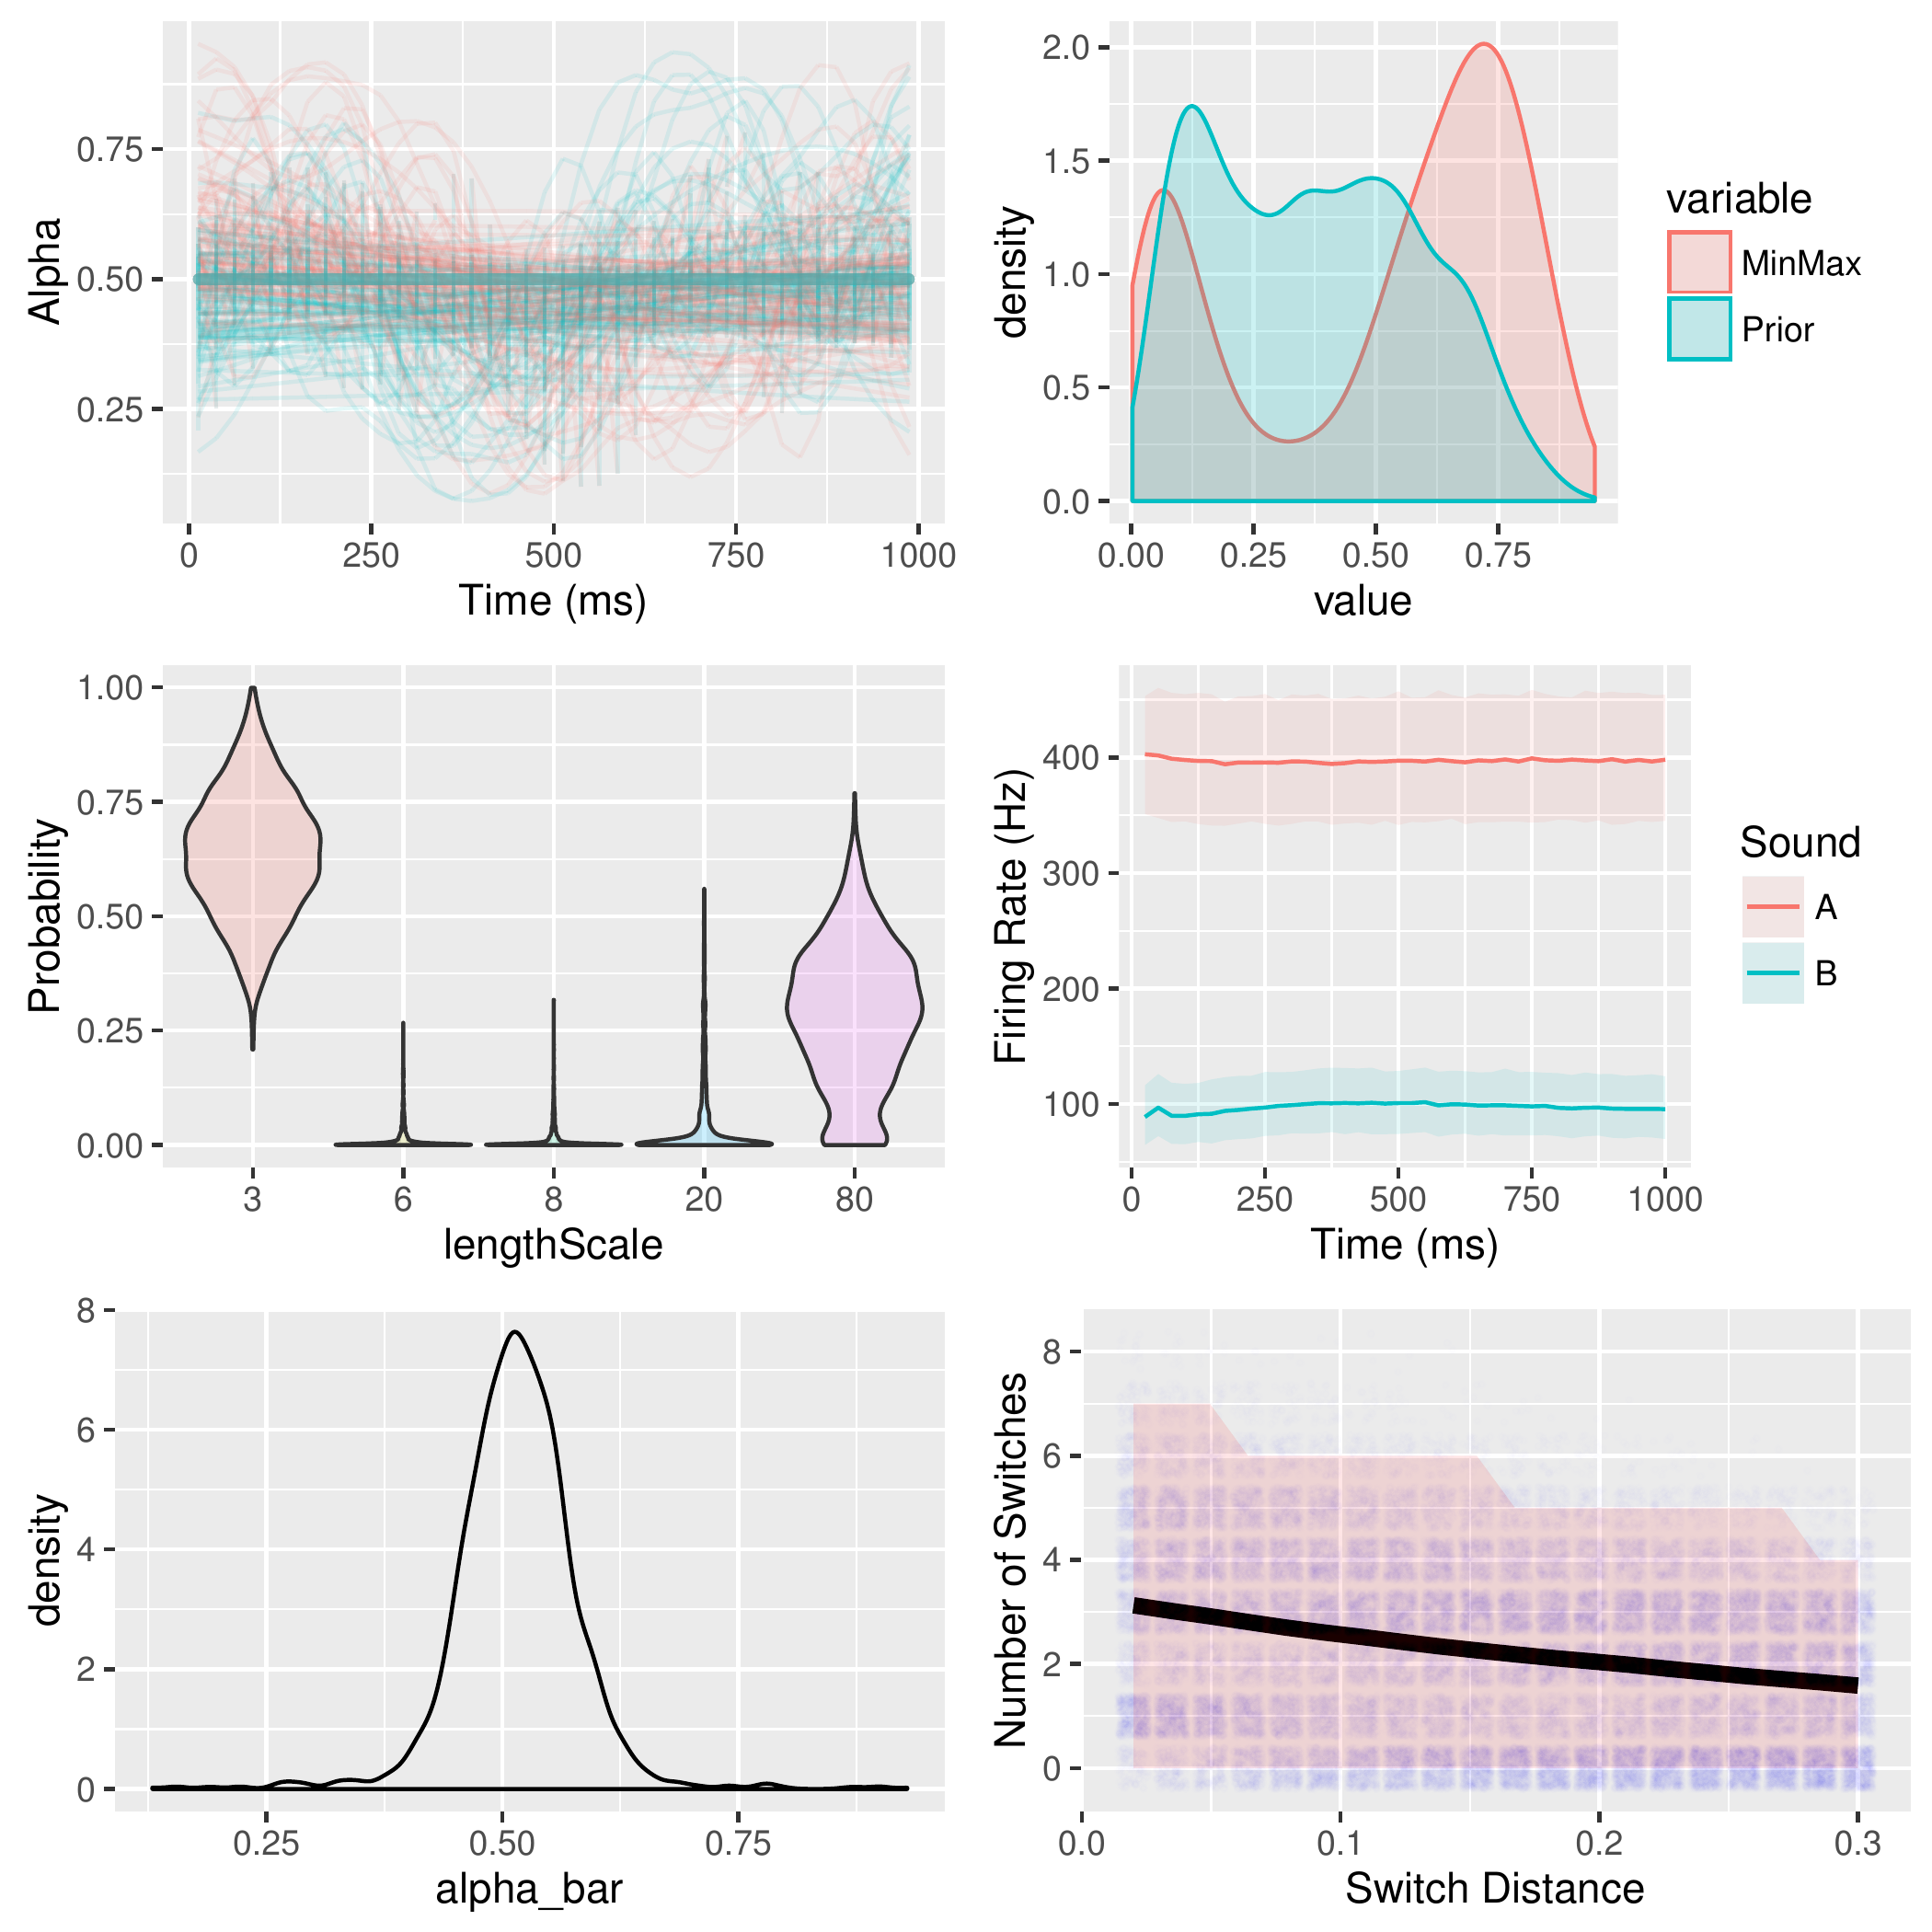 Alpha
0.75
0.50
0.25
0
250
500
750
1000
Time (ms)
density
2.0
1.5
1.0
0.5
0.0
0.00
0.25
0.50
0.75
value
variable
MinMax
Prior
Probability
1.00
0.75
0.50
0.25
0.00
3
6
8
20
80
lengthScale
Firing Rate (Hz)
400
300
200
100
0
250
500
750
1000
Time (ms)
Sound
A
B
density
8
6
4
2
0
0.25
0.50
0.75
alpha_bar
Number of Switches
8
6
4
2
0
0.0
0.1
0.2
0.3
Switch Distance